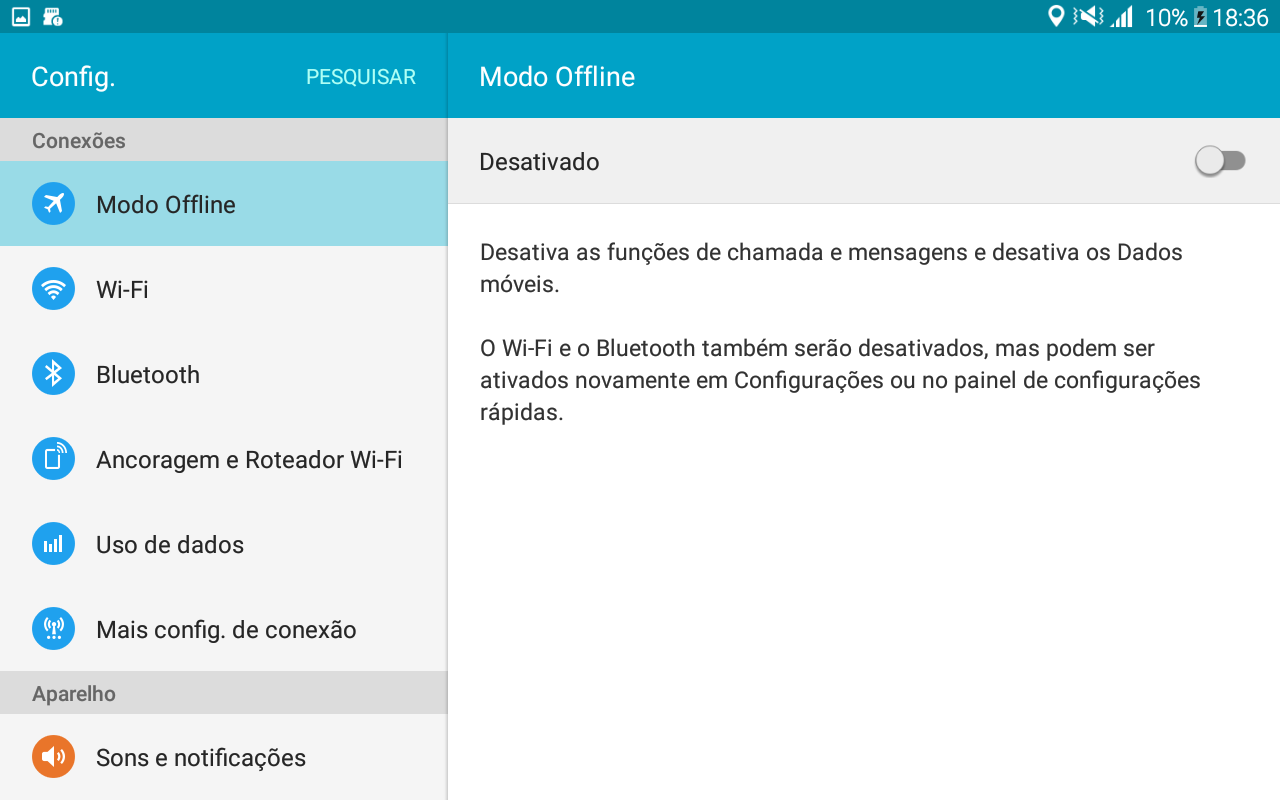 10% 18:36
Config.
PESQUISAR
Modo Offline
Conexões
Modo Offline
Wi-Fi
Bluetooth
Ancoragem e Roteador Wi-Fi
Uso de dados
Mais config. de conexão
Aparelho
Sons e notificações
Desativado
Desativa as funções de chamada e mensagens e desativa os Dados
móveis.
O Wi-Fi e o Bluetooth também serão desativados, mas podem ser
ativados novamente em Configurações ou no painel de configurações
rápidas.